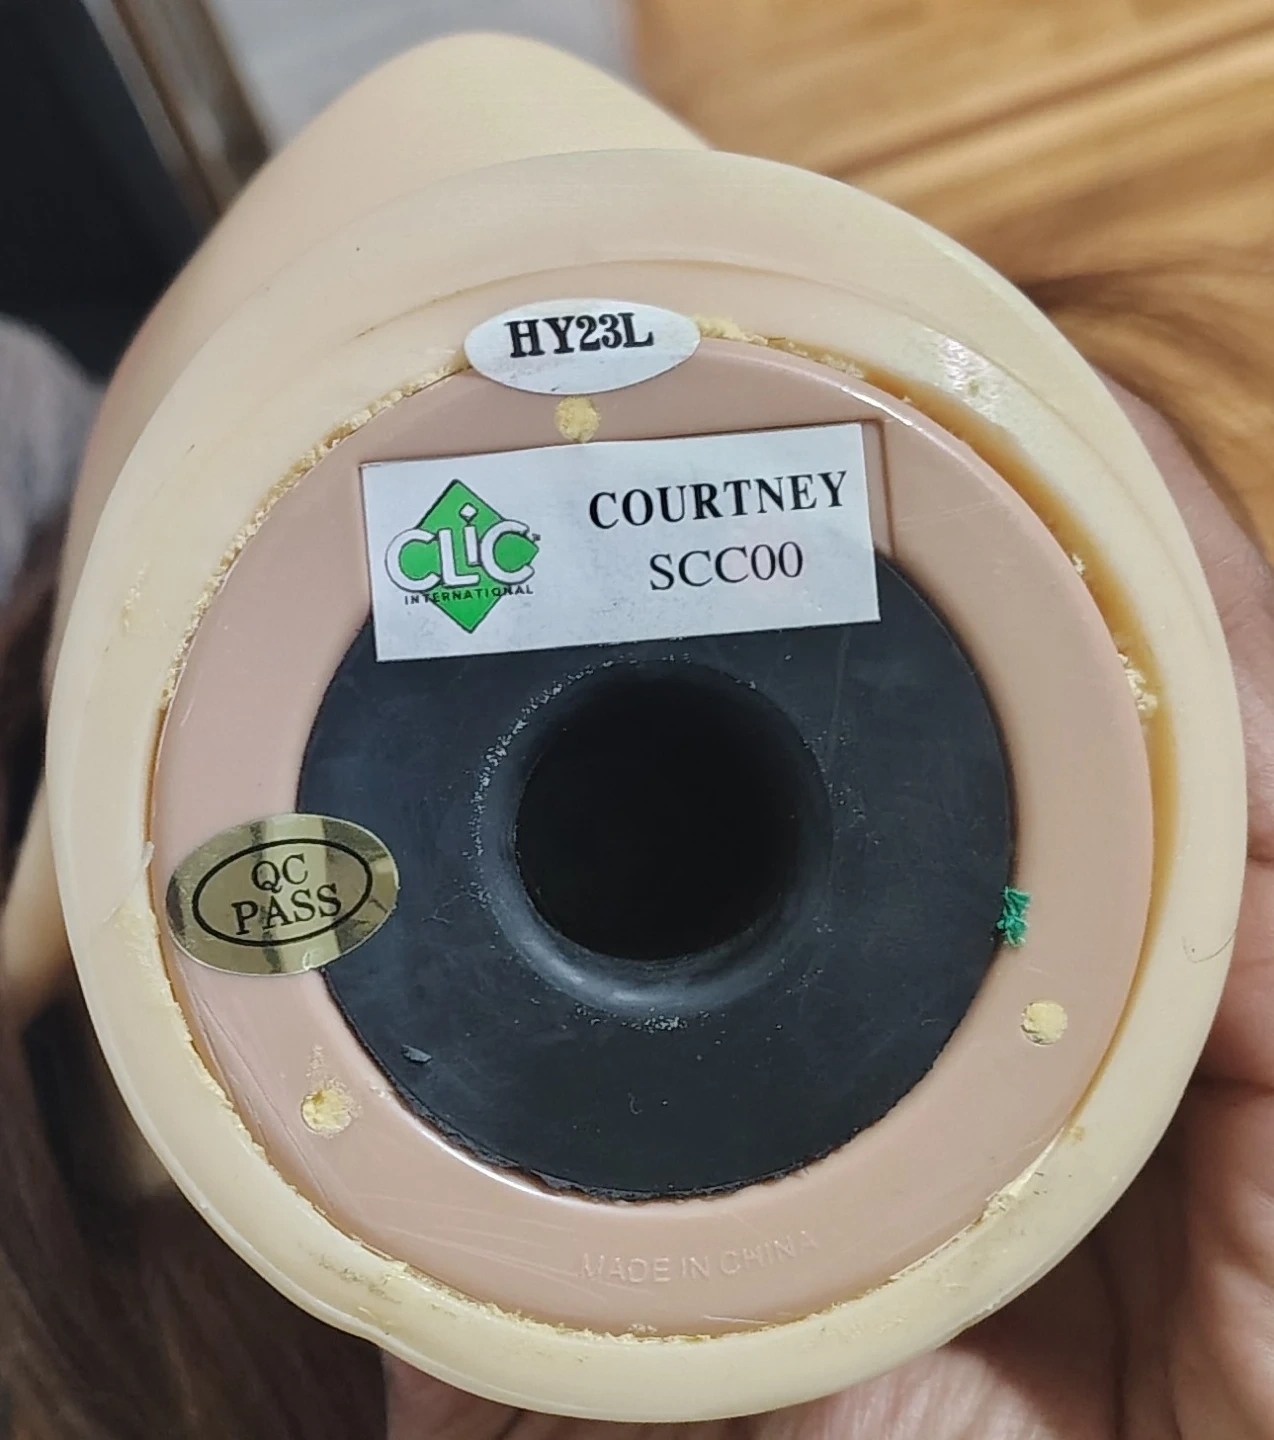 HY23L
CLiC
INTERNATIONAL
COURTNEY
SCC00
QC
PASS
MADE IN CHINA